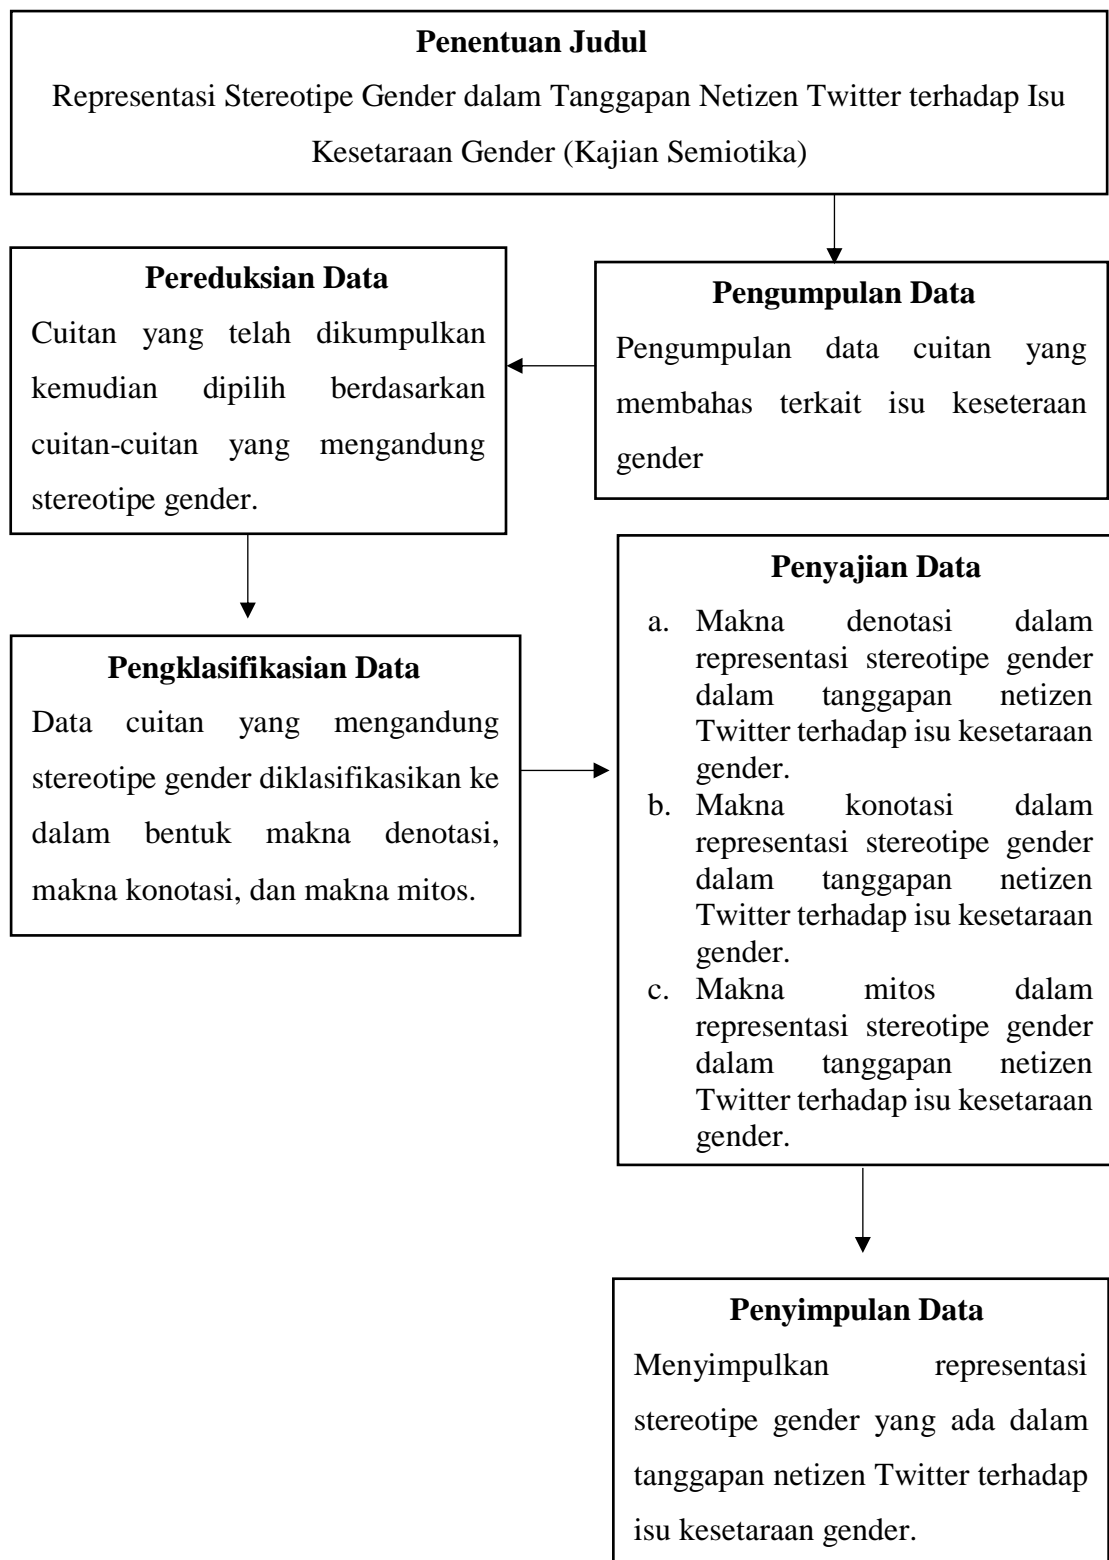 Penentuan Judul
Representasi Stereotipe Gender dalam Tanggapan Netizen Twitter terhadap Isu
Kesetaraan Gender (Kajian Semiotika)
Pengumpulan Data
Pengumpulan data cuitan yang
membahas terkait isu keseteraan
gender
Pereduksian Data
Cuitan yang telah dikumpulkan
kemudian dipilih berdasarkan
cuitan-cuitan yang mengandung
stereotipe gender.
Pengklasifikasian Data
Data cuitan yang mengandung
stereotipe gender diklasifikasikan ke
dalam bentuk makna denotasi,
makna konotasi, dan makna mitos.
Penyajian Data
a. Makna denotasi dalam
representasi stereotipe gender
dalam tanggapan netizen
Twitter terhadap isu kesetaraan
gender.
b. Makna konotasi dalam
representasi stereotipe gender
dalam tanggapan netizen
Twitter terhadap isu kesetaraan
gender.
c. Makna mitos dalam
representasi stereotipe gender
dalam tanggapan netizen
Twitter terhadap isu kesetaraan
gender.
Penyimpulan Data
Menyimpulkan representasi
stereotipe gender yang ada dalam
tanggapan netizen Twitter terhadap
isu kesetaraan gender.